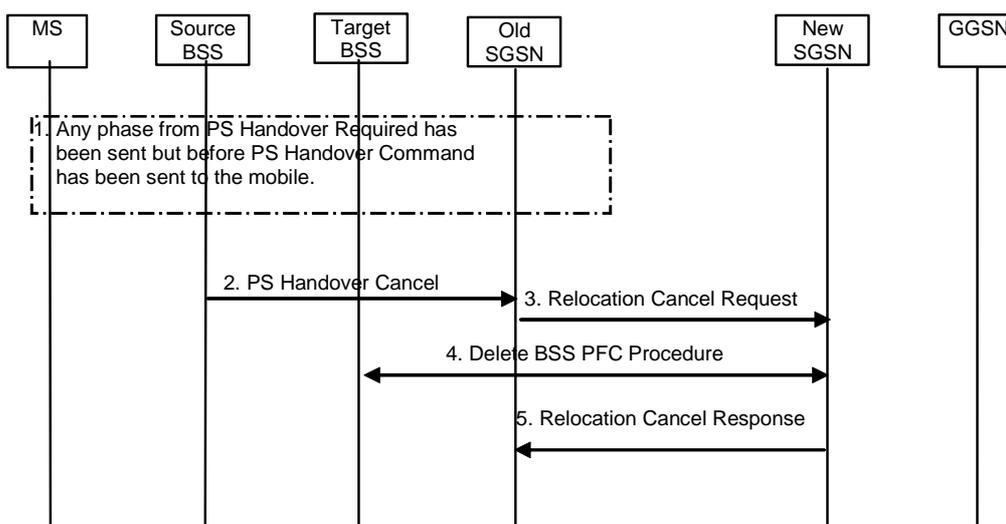 MS
Source
BSS
Target
BSS
Old
SGSN
New
SGSN
GGSN
1. Any phase from PS Handover Required has
been sent but before PS Handover Command
has been sent to the mobile.
2. PS Handover Cancel
3. Relocation Cancel Request
4. Delete BSS PFC Procedure
5. Relocation Cancel Response